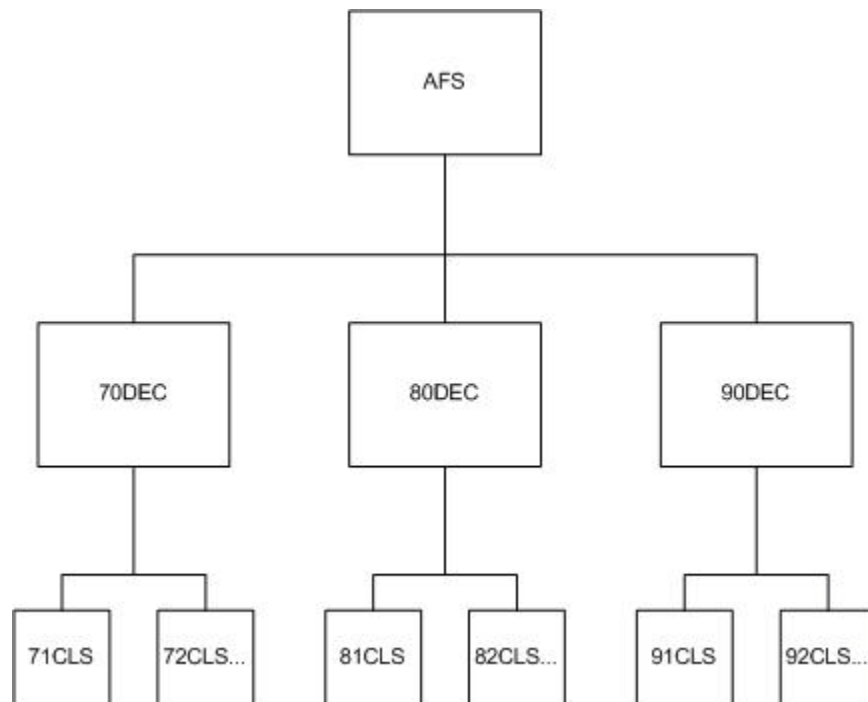 AFS
70DEC
80DEC
90DEC
71CLS
72CLS...
81CLS
82CLS...
91CLS
92CLS...